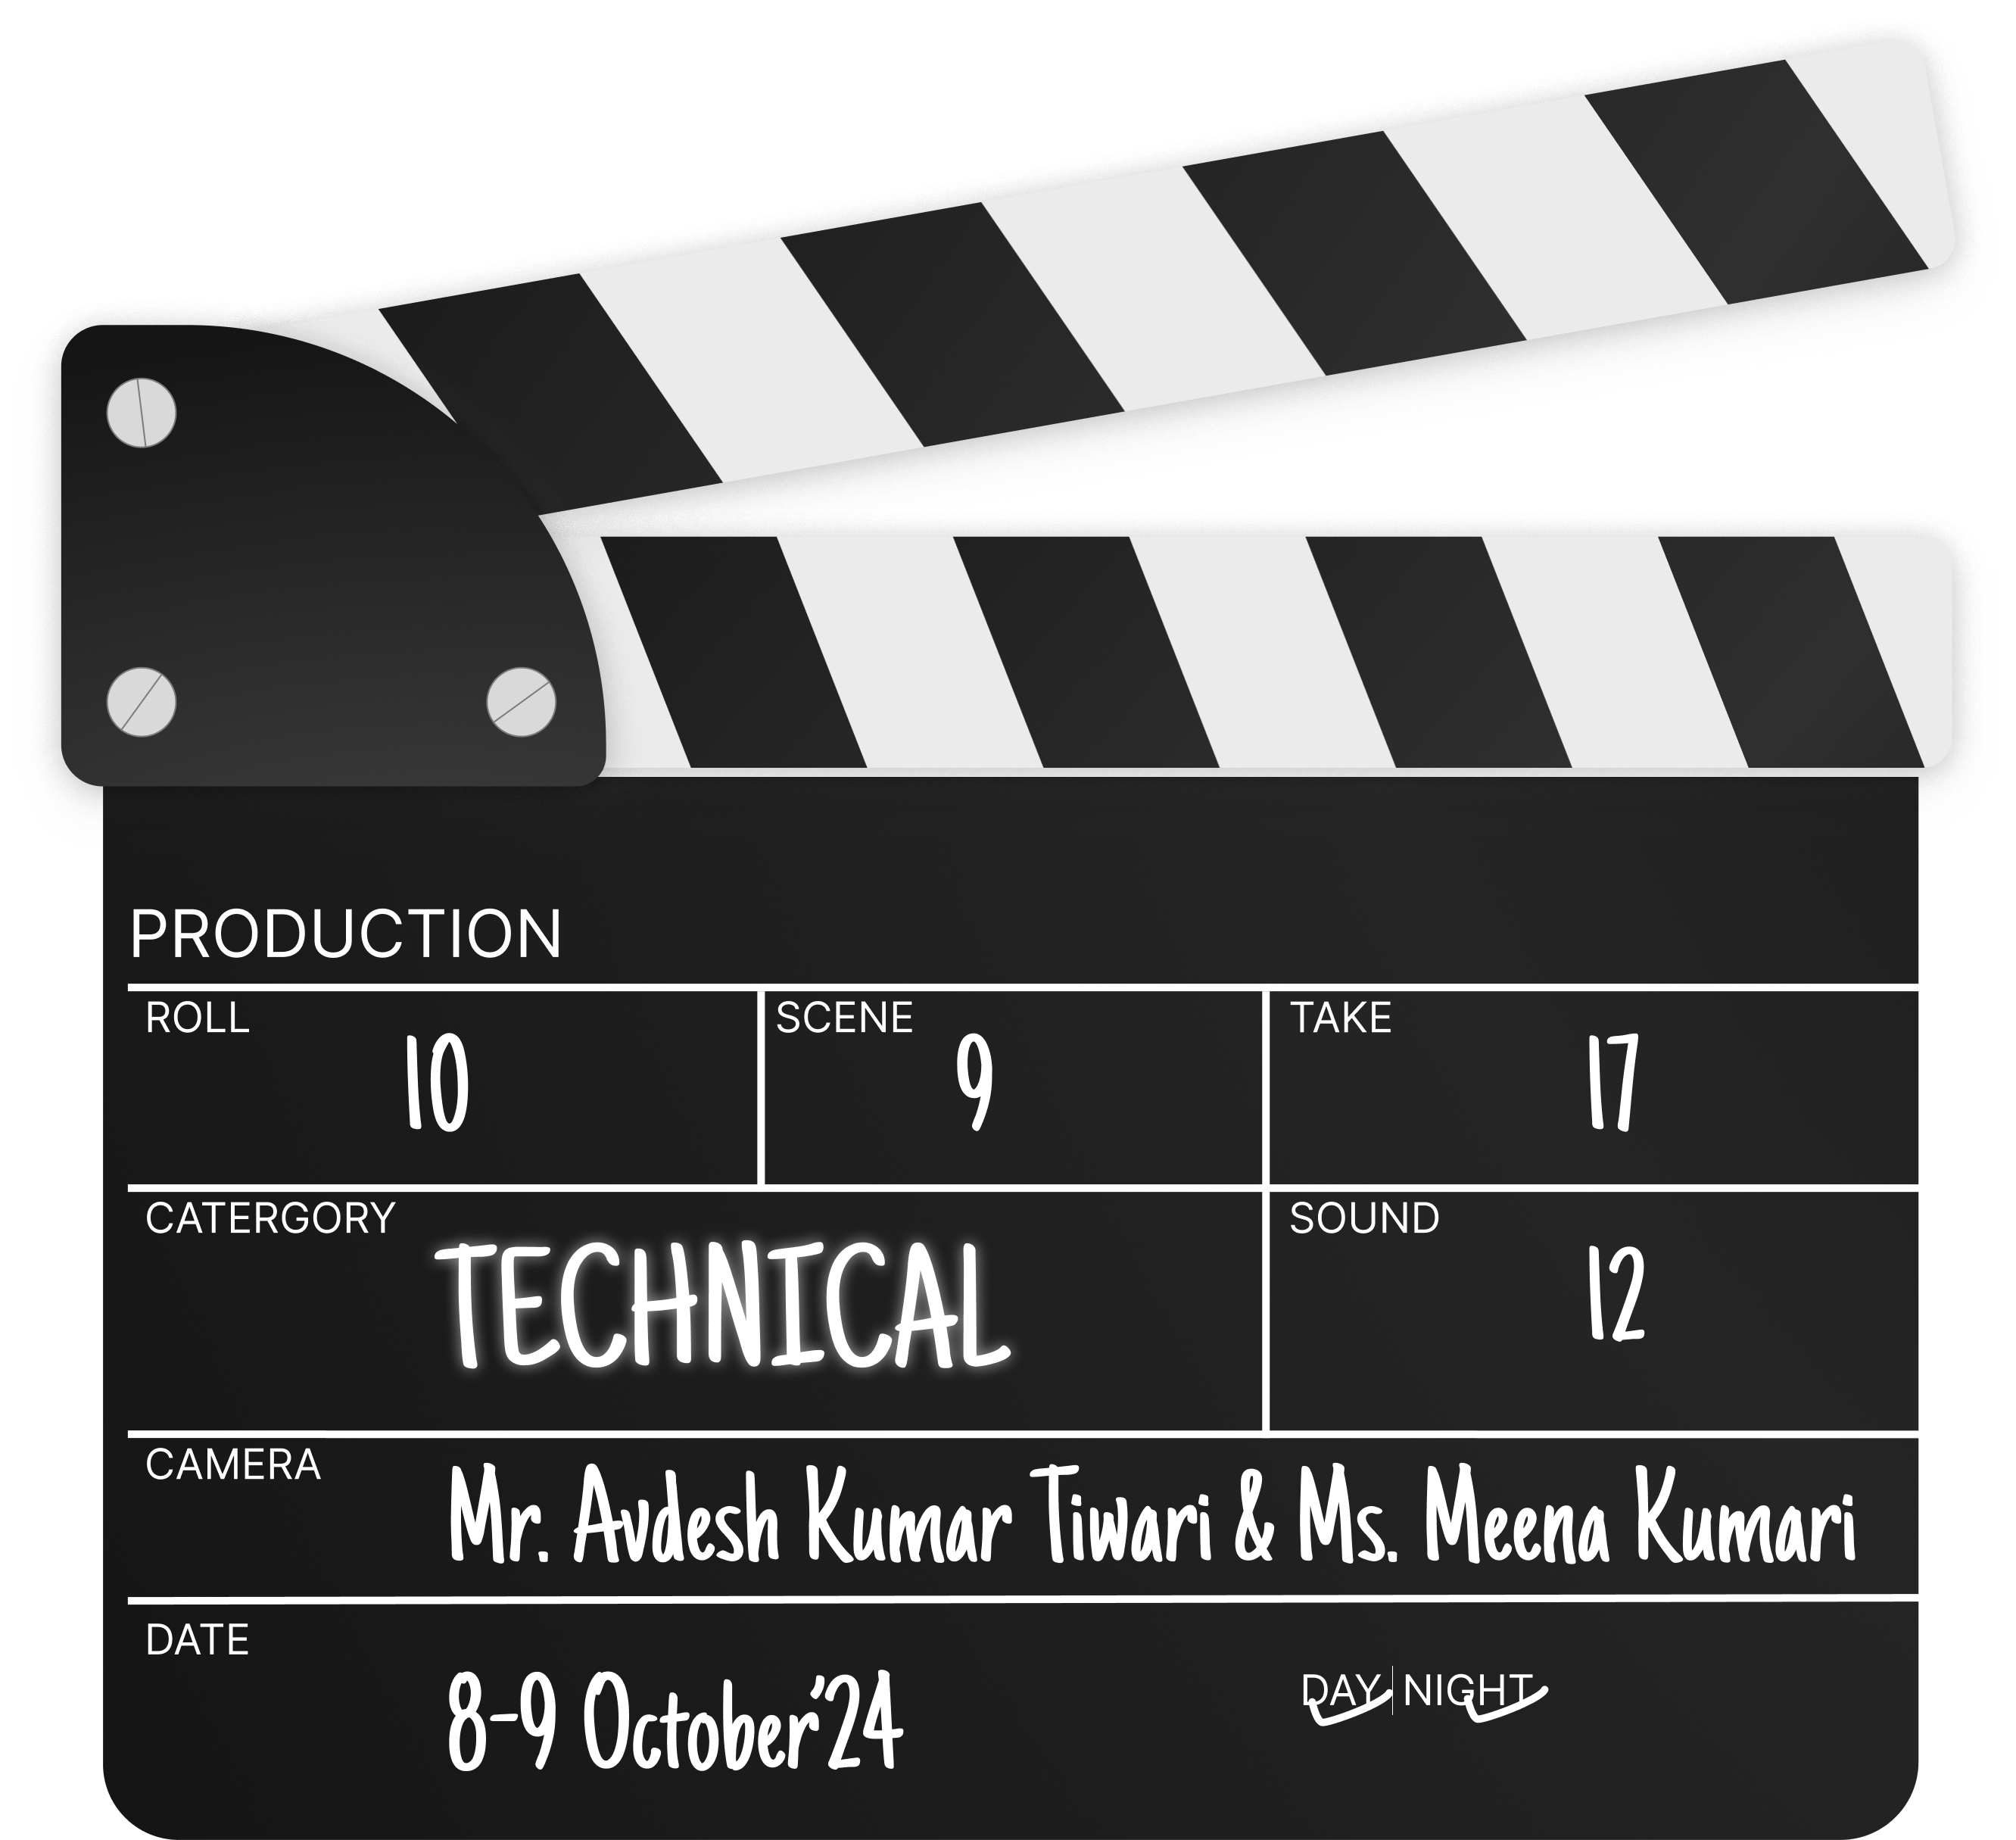 PRODUCTION
ROLL SCENE TAKE
10 9 17
CATERGORY SOUND
TECHNICAL 12
CAMERA
Mr. Avdesh Kumar Tiwari & Ms. Meena Kumari
DATE
8-9 October'24 DAY NIGHT